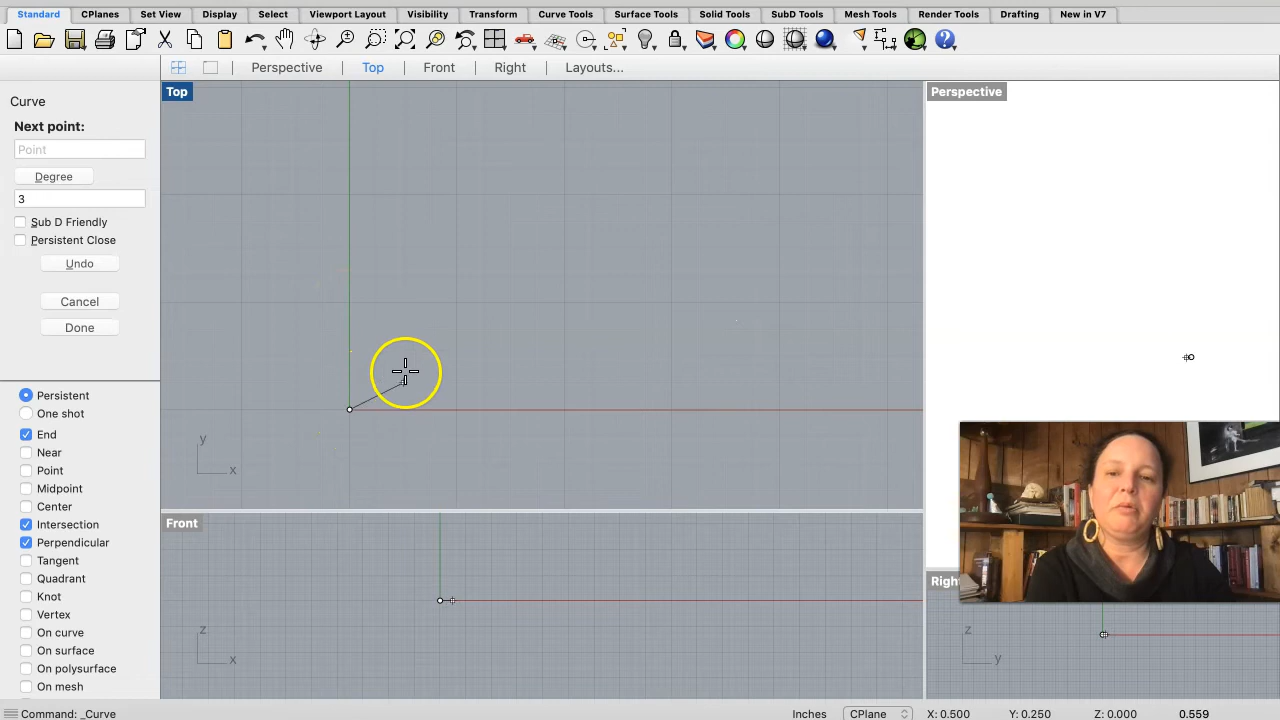 Standard CPlanes Set View Display Select Viewport Layout Visibility Transform Curve Tools Surface Tools Solid Tools SubD Tools Mesh Tools Render Tools Drafting New in V7
Perspective Top Front Right Layouts...
Curve
Next point:
Point
Degree
3
Sub D Friendly
Persistent Close
Undo
Cancel
Done
Persistent
One shot
End
Near
Point
Midpoint
Center
Intersection
Perpendicular
Tangent
Quadrant
Knot
Vertex
On curve
On surface
On polysurface
On mesh
Top
y
x
Perspective
Front
z
x
Right
z
y
Command: _Curve Inches CPlane X: 0.500 Y: 0.250 Z: 0.000 0.559